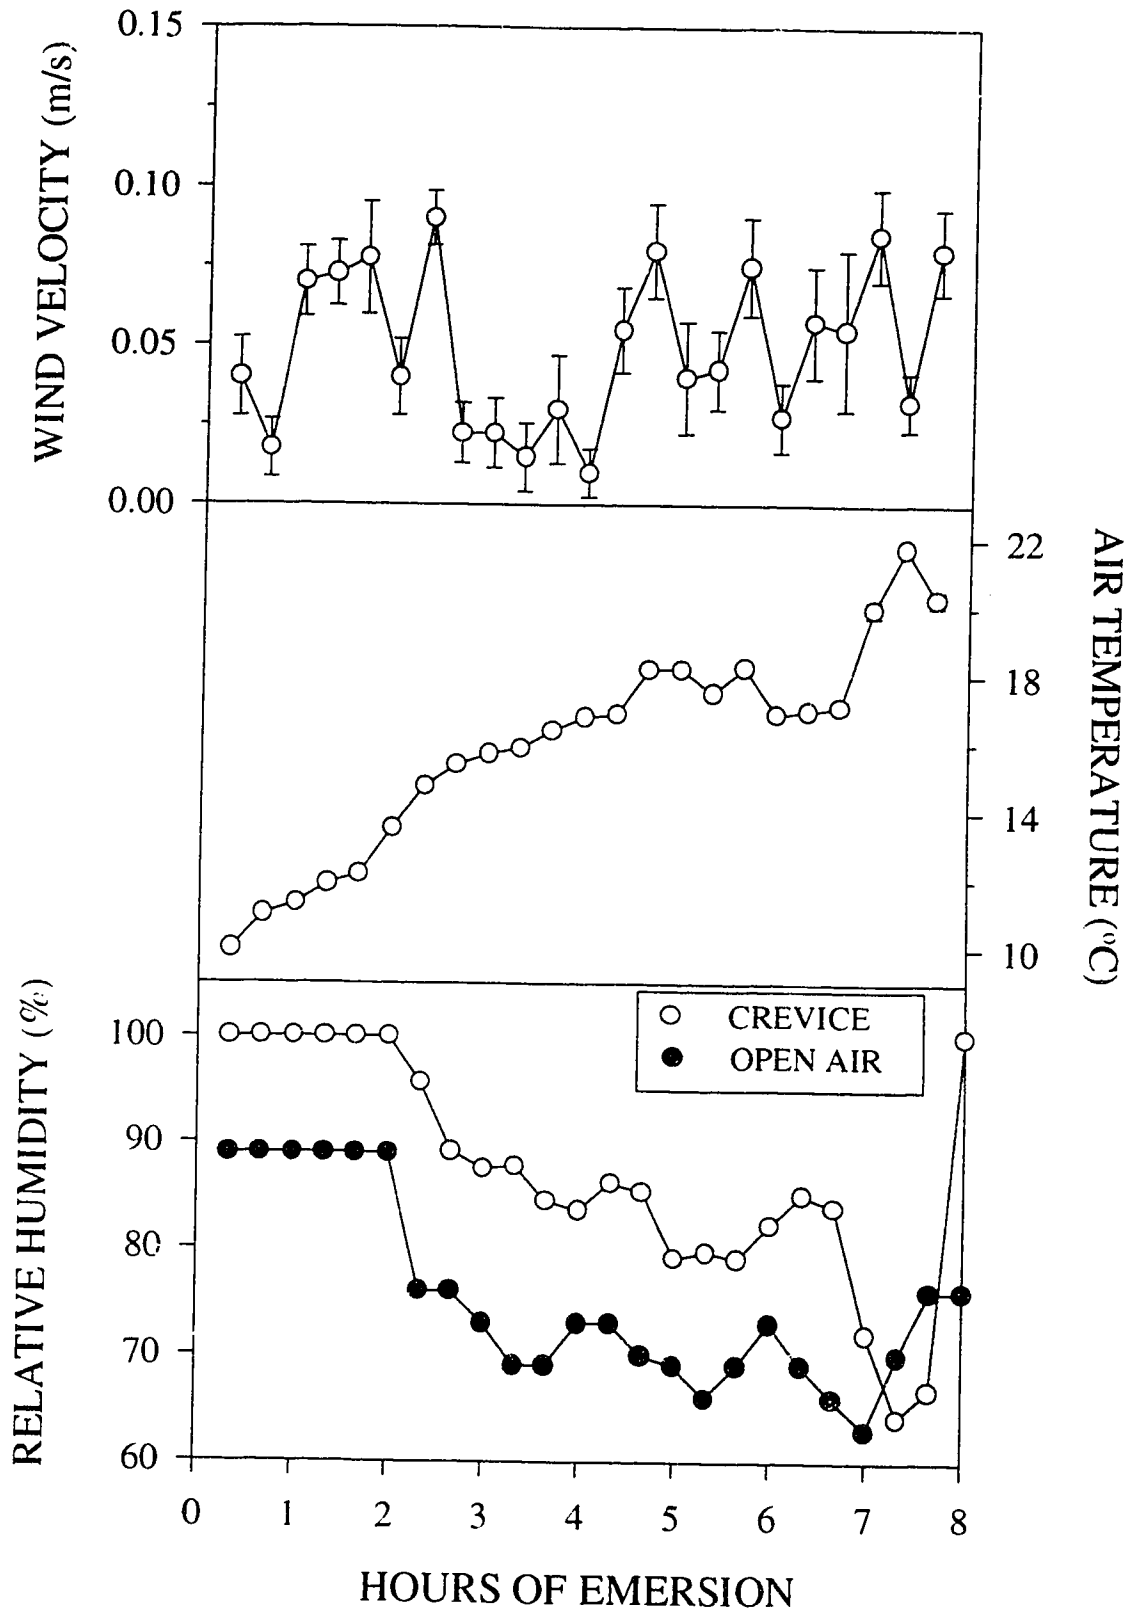 WIND VELOCITY (m/s)
0.15
0.10
0.05
0.00
AIR TEMPERATURE (ºC)
22
18
14
10
RELATIVE HUMIDITY (%)
100
90
80
70
60
CREVICE
OPEN AIR
0 1 2 3 4 5 6 7 8
HOURS OF EMERSION